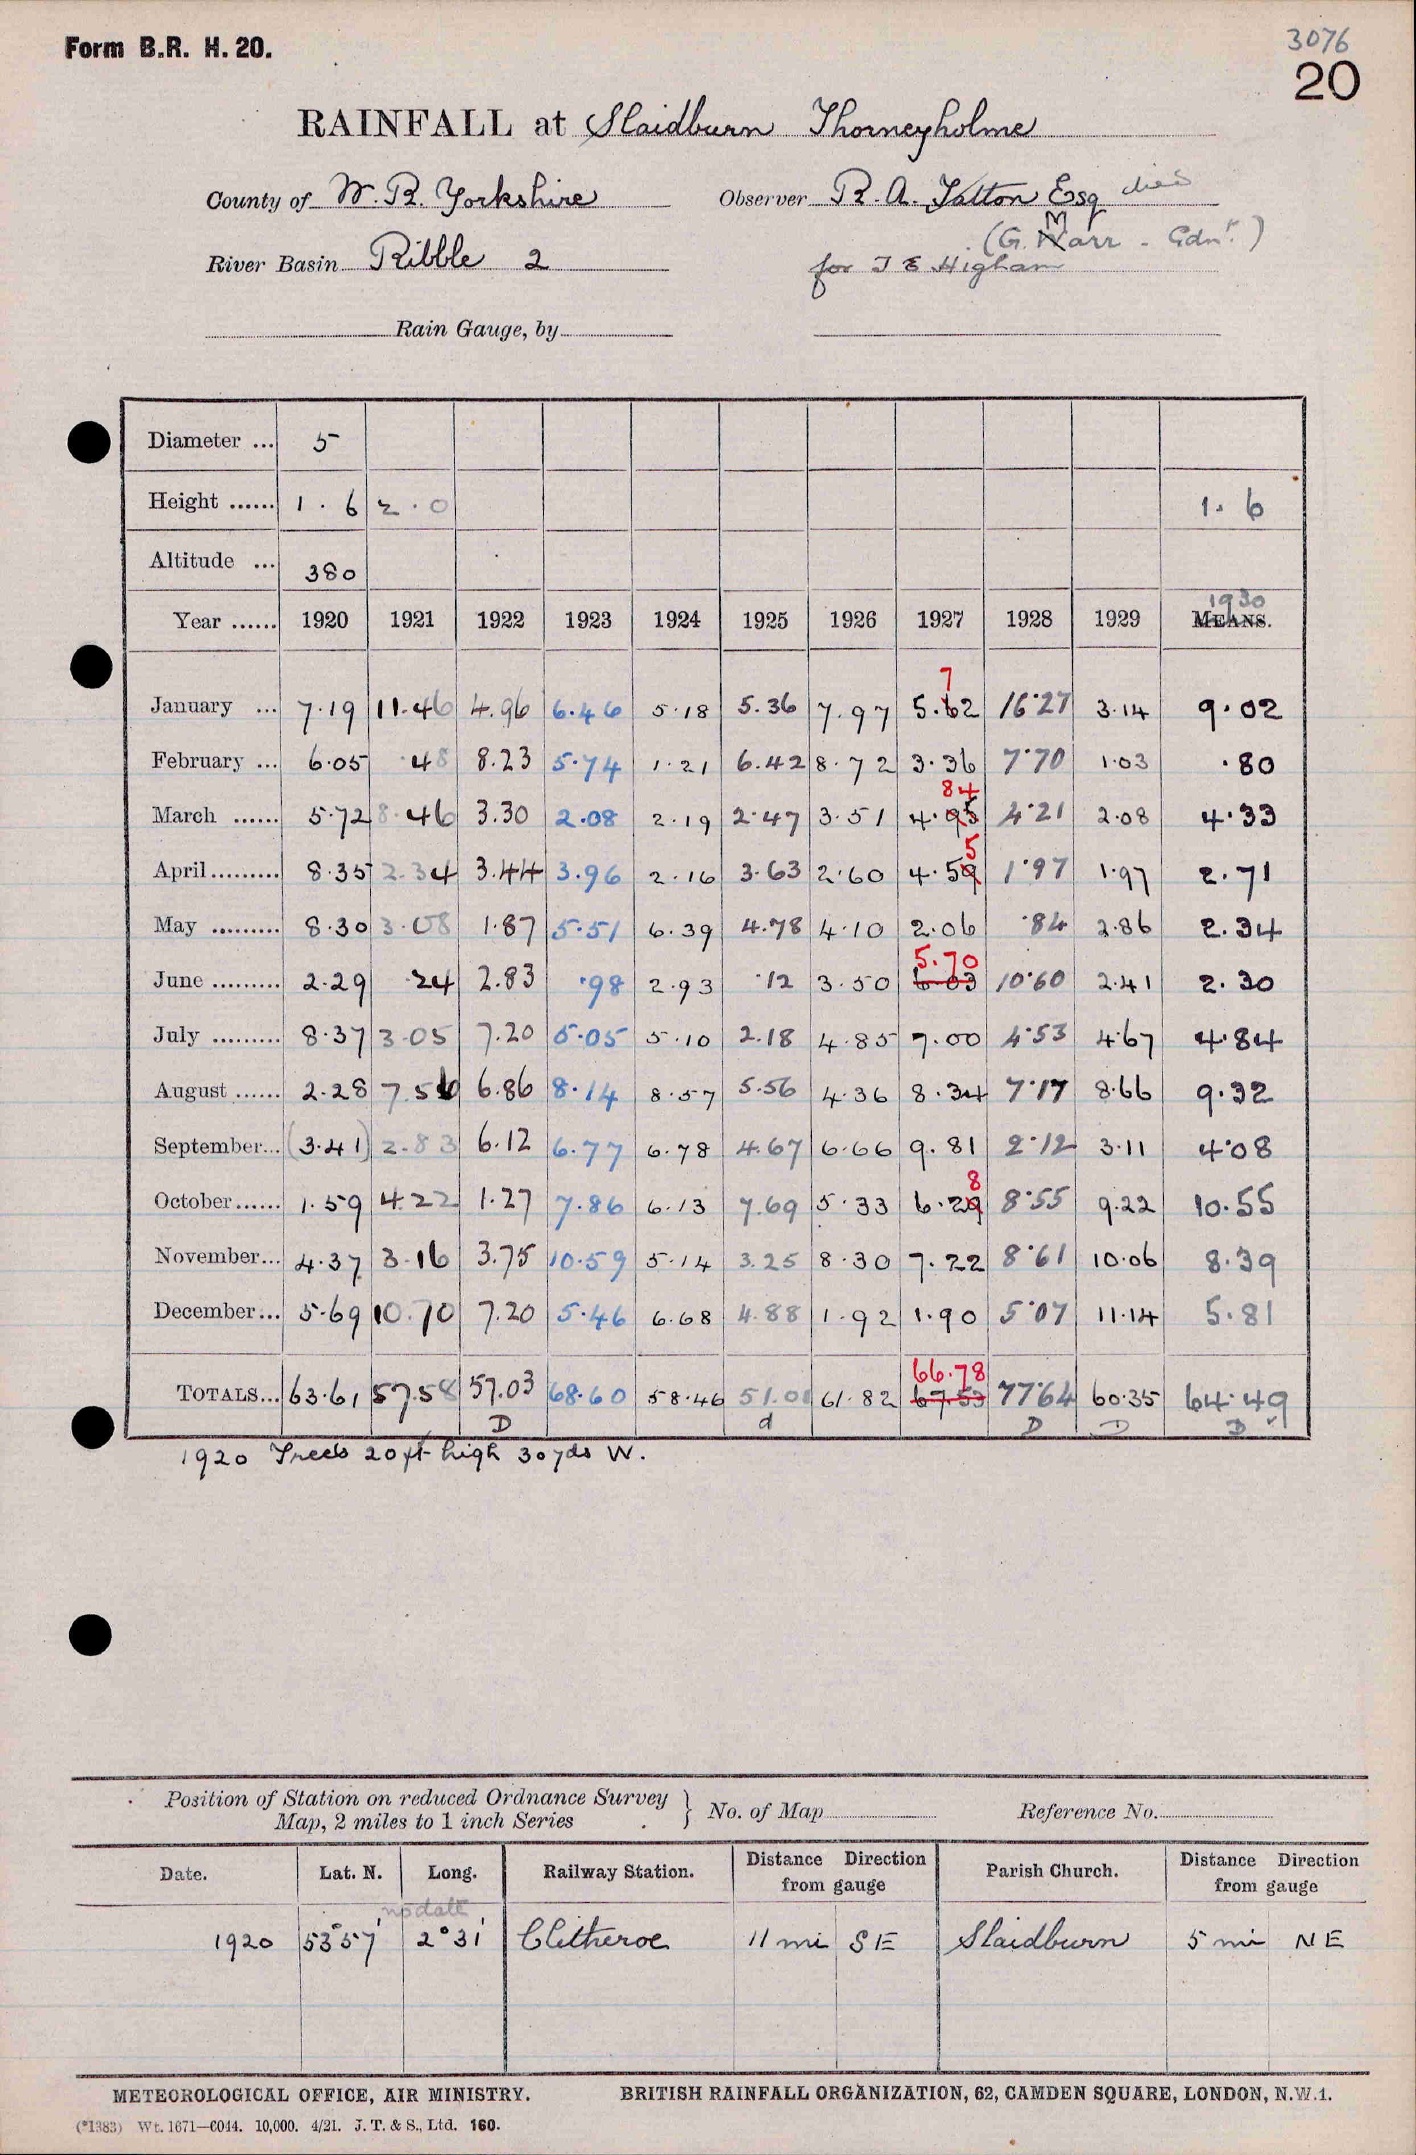 Form B.R. H. 20.
3076
20
RAINFALL at Slaidburn Thorneyholme
County of W. R. Yorkshire Observer R. A. Tatton Esq died
(G. Marr - Gdnr.)
River Basin Ribble 2 for T E Higham
Rain Gauge, by
Diameter ... 5
Height ...... 1.6 2.0 1.6
Altitude ... 380
1930
Year ...... 1920 1921 1922 1923 1924 1925 1926 1927 1928 1929 MEANS.
7
January ... 7.19 11.46 4.96 6.46 5.18 5.36 7.97 5.62 16.27 3.14 9.02
February ... 6.05 .48 8.23 5.74 1.21 6.42 8.72 3.36 7.70 1.03 .80
84
March ...... 5.72 8.46 3.30 2.08 2.19 2.47 3.51 4.95 4.21 2.08 4.33
5
April ......... 8.35 2.34 3.44 3.96 2.16 3.63 2.60 4.59 1.97 1.97 2.71
May ......... 8.30 3.08 1.87 5.51 6.39 4.78 4.10 2.06 .84 2.86 2.34
5.70
June ......... 2.29 .24 2.83 .98 2.93 .12 3.50 6.03 10.60 2.41 2.30
July ......... 8.37 3.05 7.20 5.05 5.10 2.18 4.85 7.00 4.53 4.67 4.84
August ...... 2.28 7.56 6.86 8.14 8.57 5.56 4.36 8.34 7.17 8.66 9.32
September... (3.41) 2.83 6.12 6.77 6.78 4.67 6.66 9.81 2.12 3.11 4.08
8
October ...... 1.59 4.22 1.27 7.86 6.13 7.69 5.33 6.29 8.55 9.22 10.55
November... 4.37 3.16 3.75 10.59 5.14 3.25 8.30 7.22 8.61 10.06 8.39
December... 5.69 10.70 7.20 5.46 6.68 4.88 1.92 1.90 5.07 11.14 5.81
66.78
TOTALS... 63.61 57.58 57.03 68.60 58.46 51.01 61.82 67.53 77.64 60.35 64.49
D d D D D
1920 Trees 20 ft high 30 yds W.
Position of Station on reduced Ordnance Survey
Map, 2 miles to 1 inch Series } No. of Map Reference No.
Date. Lat. N. Long. Railway Station. Distance Direction from gauge Parish Church. Distance Direction from gauge
no date
1920 53°57' 2°31' Clitheroe 11 mi SE Slaidburn 5 mi NE
METEOROLOGICAL OFFICE, AIR MINISTRY. BRITISH RAINFALL ORGANIZATION, 62, CAMDEN SQUARE, LONDON, N.W.1.
(*1383) Wt. 1671—C044. 10,000. 4/21. J. T. & S., Ltd. 160.